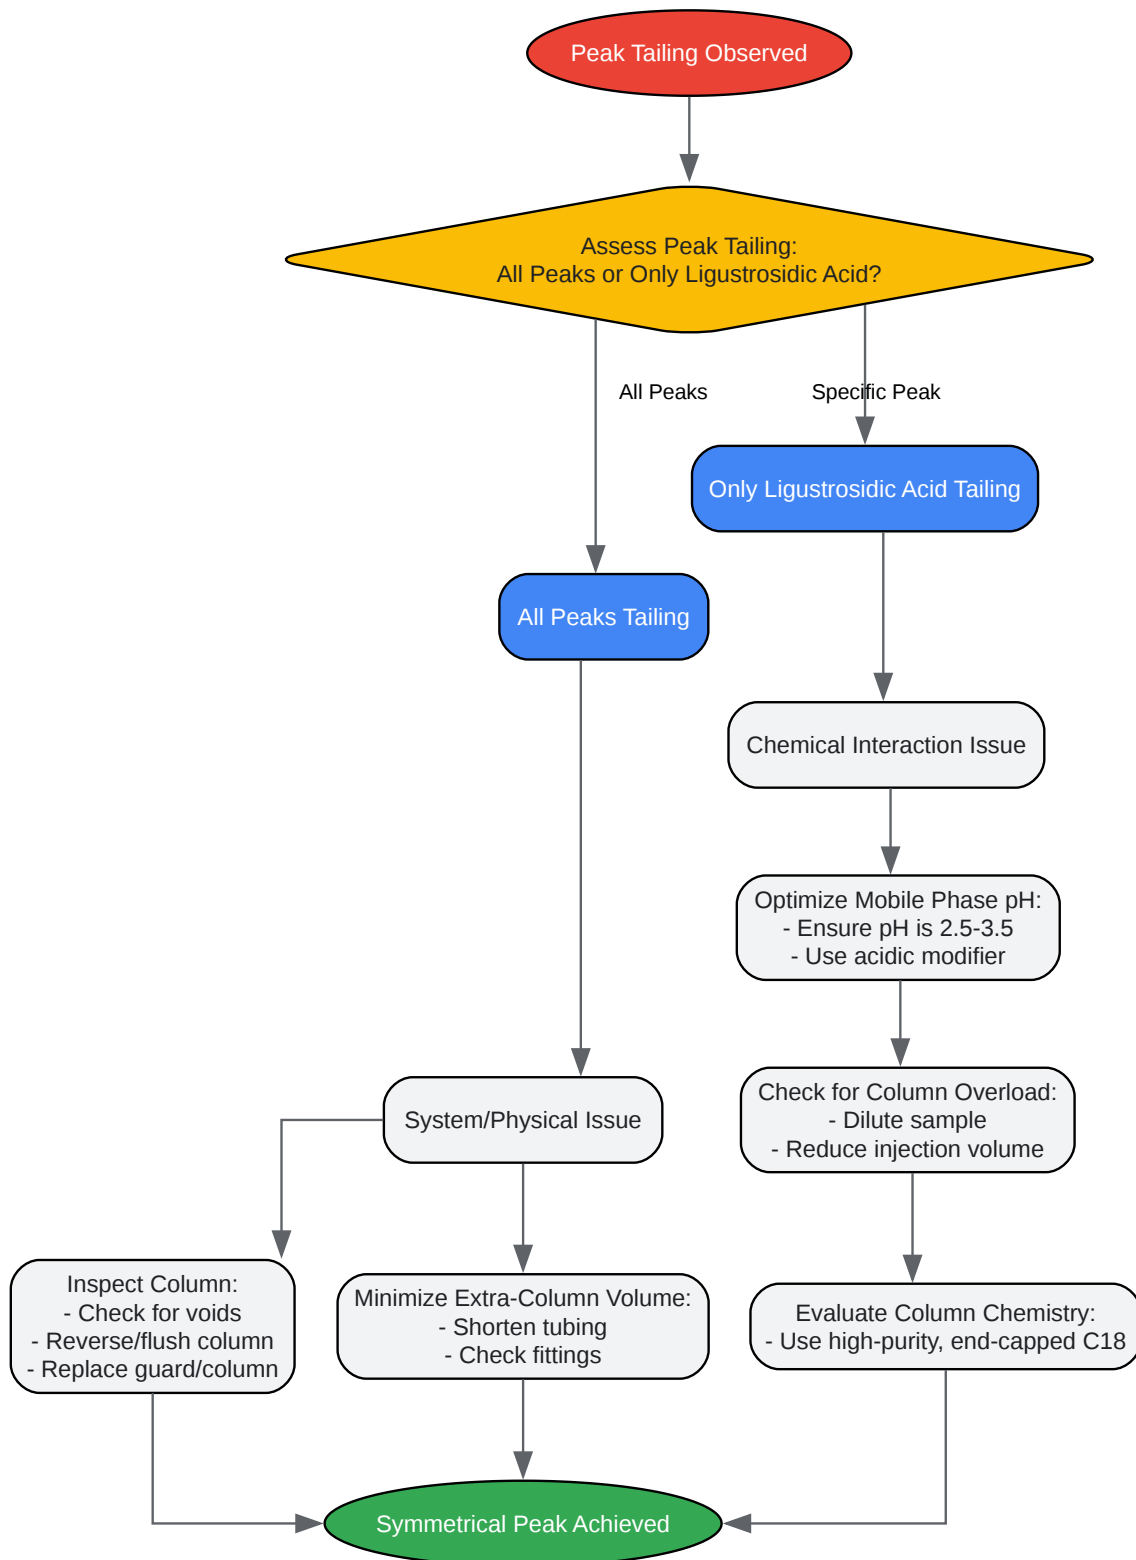 Peak Tailing Observed
Assess Peak Tailing:
All Peaks or Only Ligustrosidic Acid?
All Peaks
Specific Peak
Only Ligustrosidic Acid Tailing
All Peaks Tailing
Chemical Interaction Issue
Optimize Mobile Phase pH:
- Ensure pH is 2.5-3.5
- Use acidic modifier
System/Physical Issue
Check for Column Overload:
- Dilute sample
- Reduce injection volume
Inspect Column:
- Check for voids
- Reverse/flush column
- Replace guard/column
Minimize Extra-Column Volume:
- Shorten tubing
- Check fittings
Evaluate Column Chemistry:
- Use high-purity, end-capped C18
Symmetrical Peak Achieved